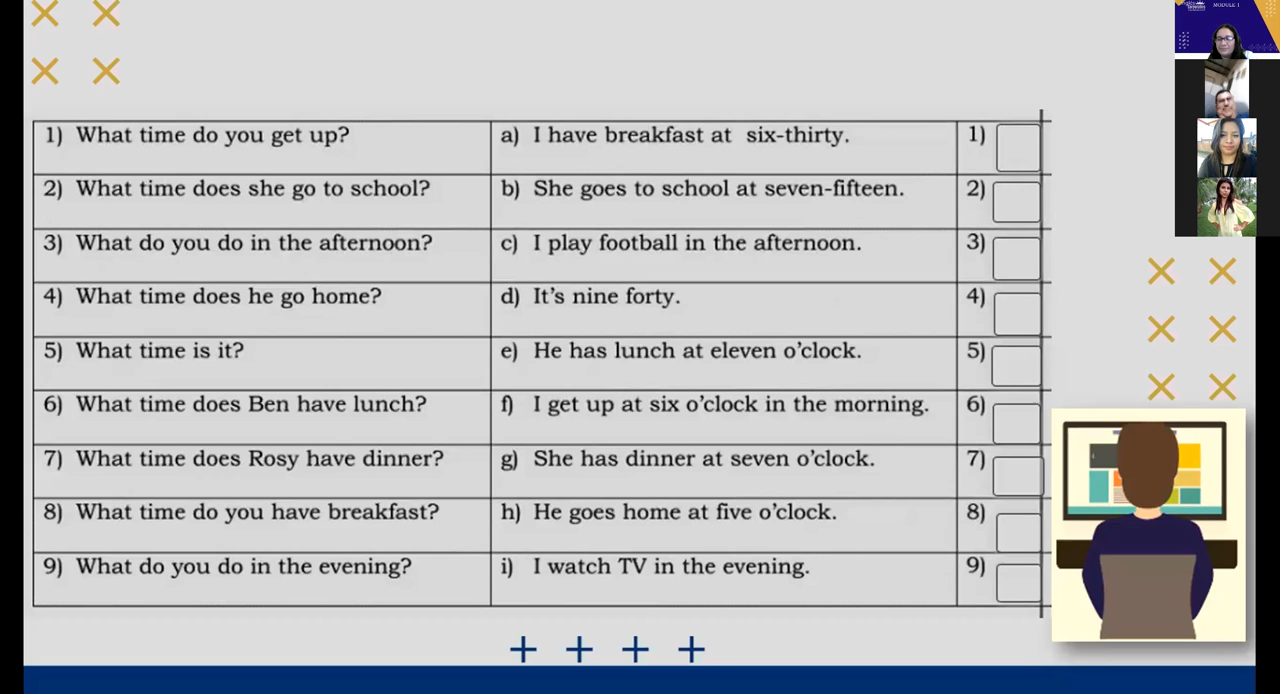 MODULE 1
1) What time do you get up? a) I have breakfast at six-thirty. 1)
2) What time does she go to school? b) She goes to school at seven-fifteen. 2)
3) What do you do in the afternoon? c) I play football in the afternoon. 3)
4) What time does he go home? d) It's nine forty. 4)
5) What time is it? e) He has lunch at eleven o'clock. 5)
6) What time does Ben have lunch? f) I get up at six o'clock in the morning. 6)
7) What time does Rosy have dinner? g) She has dinner at seven o'clock. 7)
8) What time do you have breakfast? h) He goes home at five o'clock. 8)
9) What do you do in the evening? i) I watch TV in the evening. 9)